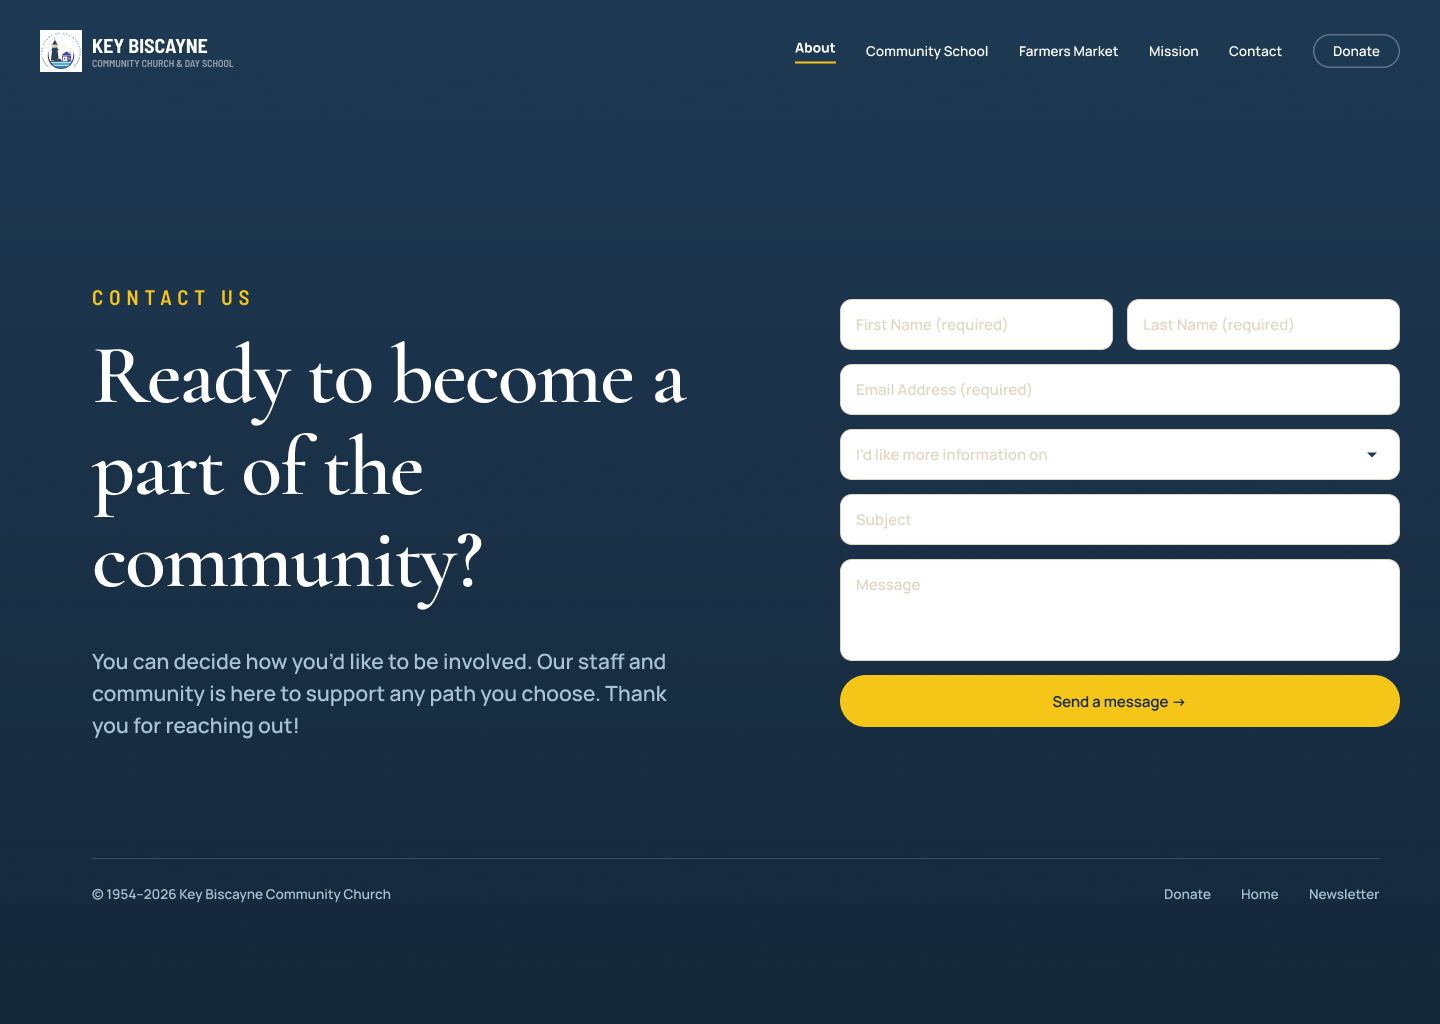 KEY BISCAYNE
COMMUNITY CHURCH & DAY SCHOOL
About
Community School
Farmers Market
Mission
Contact
Donate
CONTACT US
Ready to become a
part of the
community?
You can decide how you’d like to be involved. Our staff and
community is here to support any path you choose. Thank
you for reaching out!
First Name (required)
Last Name (required)
Email Address (required)
I’d like more information on
Subject
Message
Send a message →
© 1954–2026 Key Biscayne Community Church
Donate
Home
Newsletter